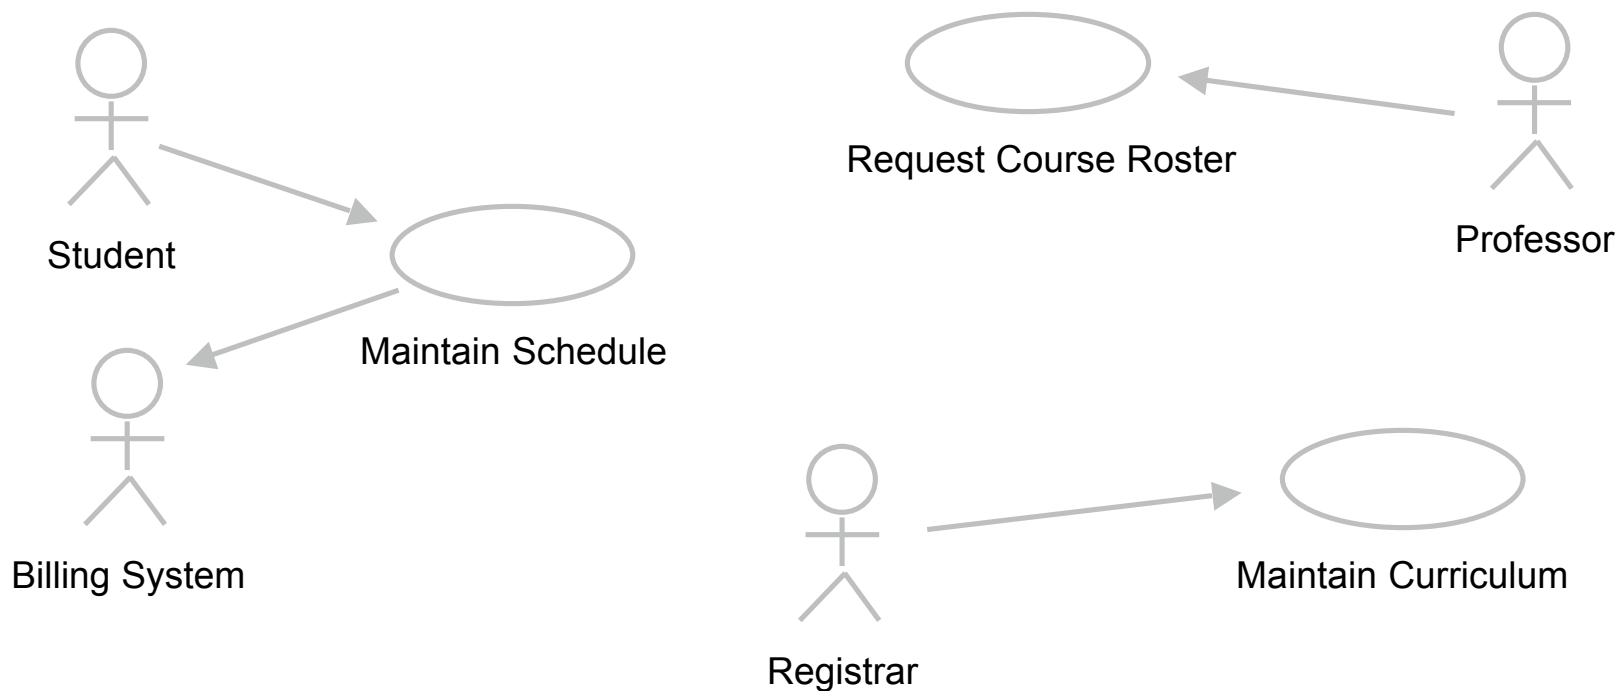 Request Course Roster
Student
Professor
Maintain Schedule
Billing System
Maintain Curriculum
Registrar